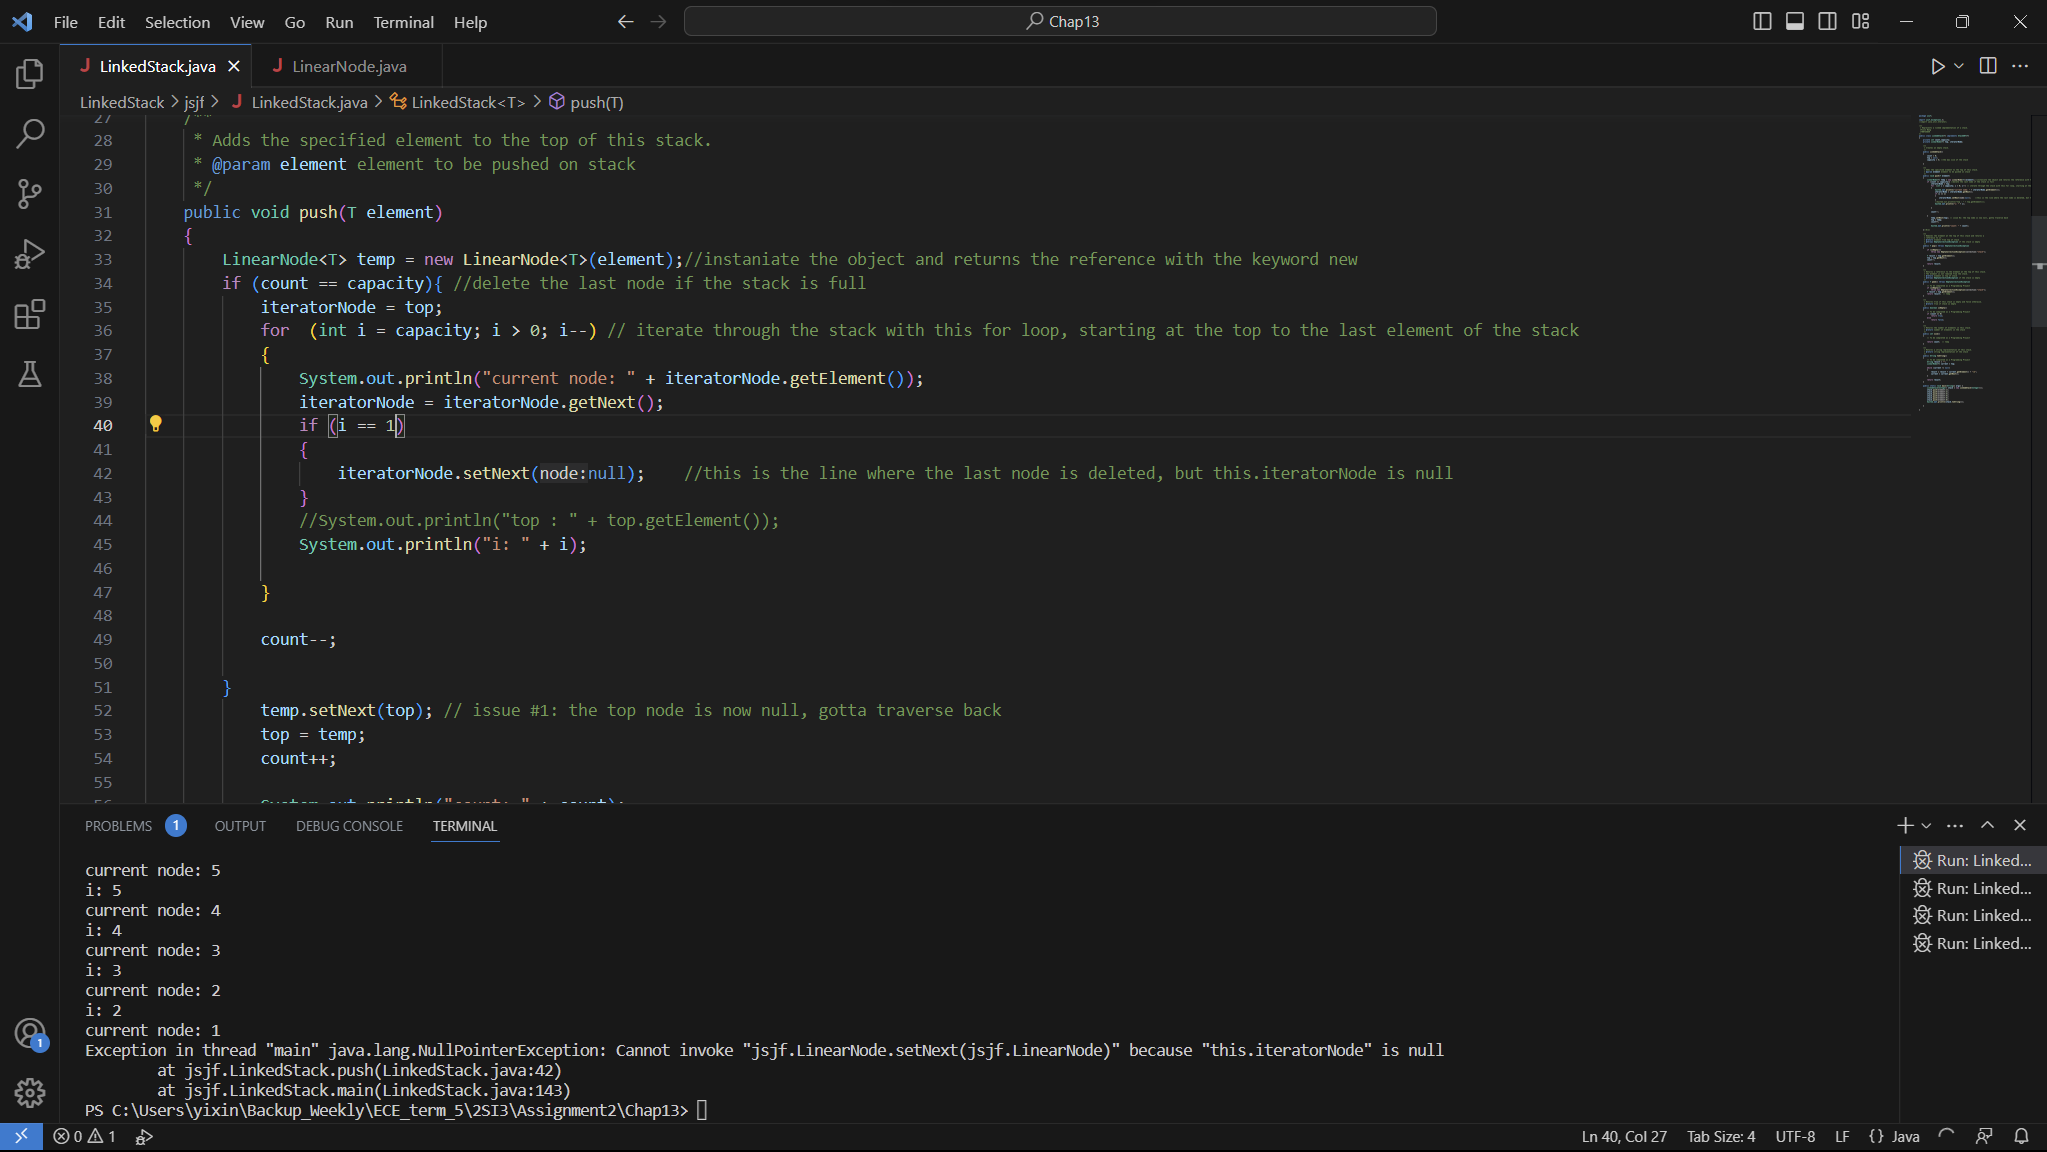 File Edit Selection View Go Run Terminal Help
Chap13
LinkedStack.java
LinearNode.java
LinkedStack > jsjf > LinkedStack.java > LinkedStack<T> > push(T)
27 /**
28 * Adds the specified element to the top of this stack.
29 * @param element element to be pushed on stack
30 */
31 public void push(T element)
32 {
33 LinearNode<T> temp = new LinearNode<T>(element);//instaniate the object and returns the reference with the keyword new
34 if (count == capacity){ //delete the last node if the stack is full
35 iteratorNode = top;
36 for  (int i = capacity; i > 0; i--) // iterate through the stack with this for loop, starting at the top to the last element of the stack
37 {
38 System.out.println("current node: " + iteratorNode.getElement());
39 iteratorNode = iteratorNode.getNext();
40 if (i == 1)
41 {
42 iteratorNode.setNext(node:null);    //this is the line where the last node is deleted, but this.iteratorNode is null
43 }
44 //System.out.println("top : " + top.getElement());
45 System.out.println("i: " + i);
46
47 }
48
49 count--;
50
51 }
52 temp.setNext(top); // issue #1: the top node is now null, gotta traverse back
53 top = temp;
54 count++;
55
56 System.out.println("count: " + count);
PROBLEMS 1 OUTPUT DEBUG CONSOLE TERMINAL
current node: 5
i: 5
current node: 4
i: 4
current node: 3
i: 3
current node: 2
i: 2
current node: 1
Exception in thread "main" java.lang.NullPointerException: Cannot invoke "jsjf.LinearNode.setNext(jsjf.LinearNode)" because "this.iteratorNode" is null
at jsjf.LinkedStack.push(LinkedStack.java:42)
at jsjf.LinkedStack.main(LinkedStack.java:143)
PS C:\Users\yixin\Backup_Weekly\ECE_term_5\2SI3\Assignment2\Chap13>
Run: Linked...
Run: Linked...
Run: Linked...
Run: Linked...
1
0 1
Ln 40, Col 27 Tab Size: 4 UTF-8 LF {} Java